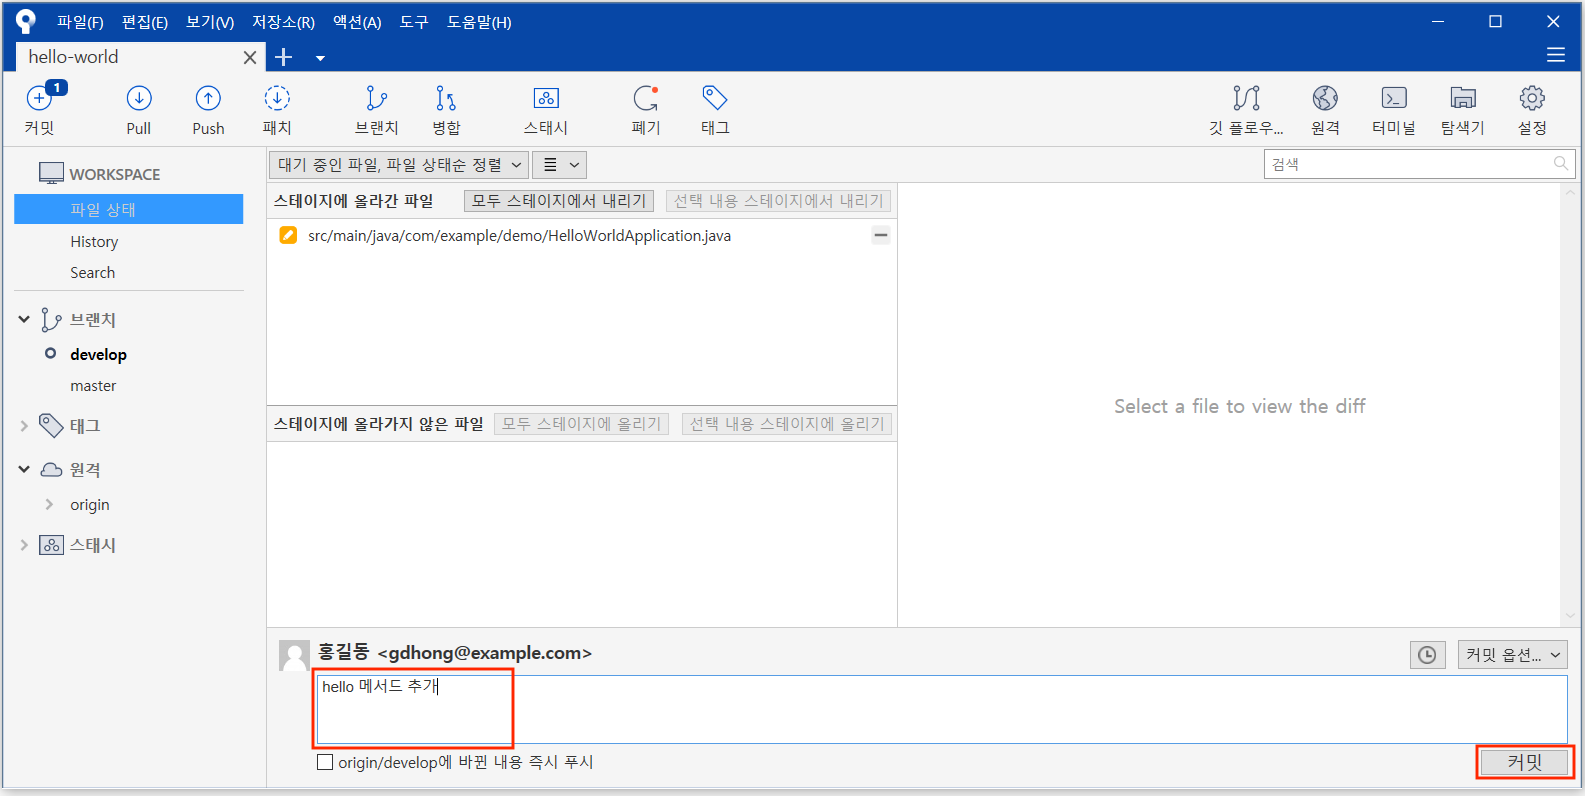 파일(F) 편집(E) 보기(V) 저장소(R) 액션(A) 도구 도움말(H)
hello-world
1
커밋 Pull Push 패치 브랜치 병합 스태시 폐기 태그 깃 플로우... 원격 터미널 탐색기 설정
WORKSPACE
파일 상태
History
Search
브랜치
develop
master
태그
원격
origin
스태시
대기 중인 파일, 파일 상태순 정렬
검색
스테이지에 올라간 파일 모두 스테이지에서 내리기 선택 내용 스테이지에서 내리기
src/main/java/com/example/demo/HelloWorldApplication.java
스테이지에 올라가지 않은 파일 모두 스테이지에 올리기 선택 내용 스테이지에 올리기
Select a file to view the diff
홍길동 <gdhong@example.com>
커밋 옵션...
hello 메서드 추가
origin/develop에 바뀐 내용 즉시 푸시
커밋